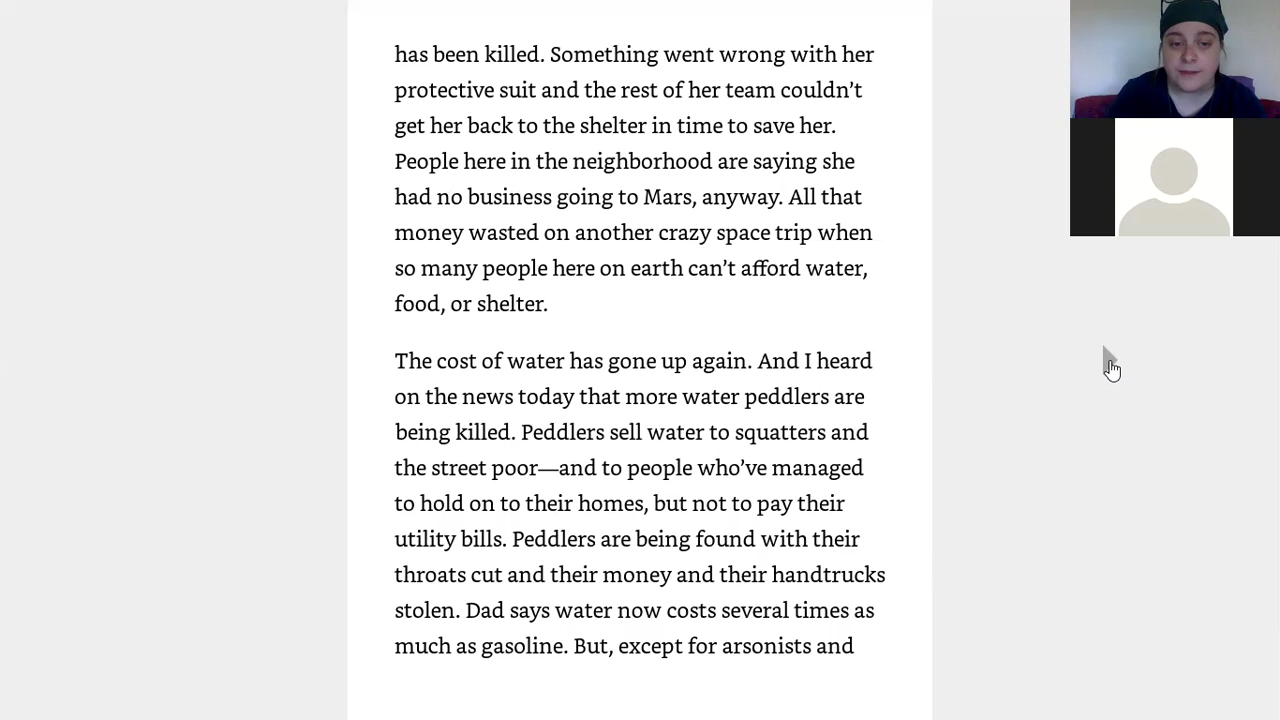 has been killed. Something went wrong with her
protective suit and the rest of her team couldn’t
get her back to the shelter in time to save her.
People here in the neighborhood are saying she
had no business going to Mars, anyway. All that
money wasted on another crazy space trip when
so many people here on earth can’t afford water,
food, or shelter.
The cost of water has gone up again. And I heard
on the news today that more water peddlers are
being killed. Peddlers sell water to squatters and
the street poor—and to people who’ve managed
to hold on to their homes, but not to pay their
utility bills. Peddlers are being found with their
throats cut and their money and their handtrucks
stolen. Dad says water now costs several times as
much as gasoline. But, except for arsonists and